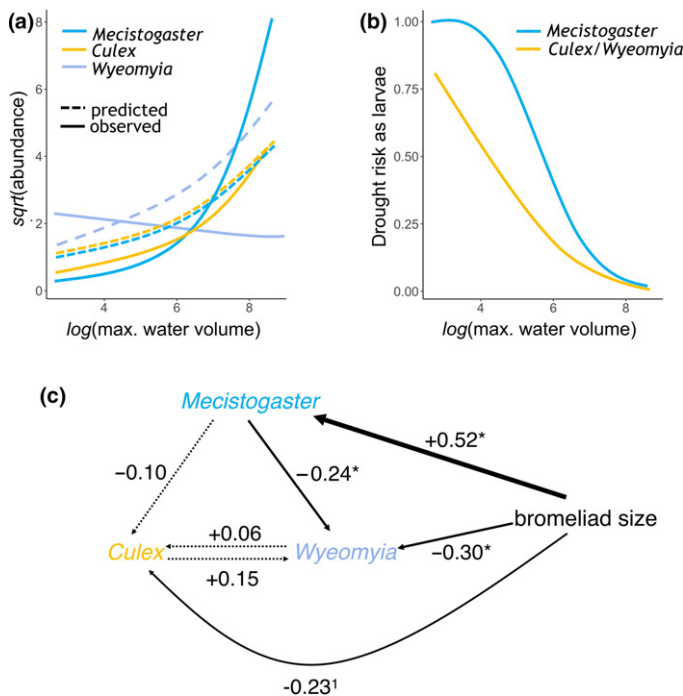 (a)
Mecistogaster
Culex
Wyeomyia
predicted
observed
sqrt(abundance)
8
6
4
2
0
4
6
8
log(max. water volume)
(b)
Mecistogaster
Culex/Wyeomyia
Drought risk as larvae
1.00
0.75
0.50
0.25
0.00
4
6
8
log(max. water volume)
(c)
Mecistogaster
+0.52*
−0.10
−0.24*
bromeliad size
+0.06
Culex
Wyeomyia
−0.30*
+0.15
-0.23¹